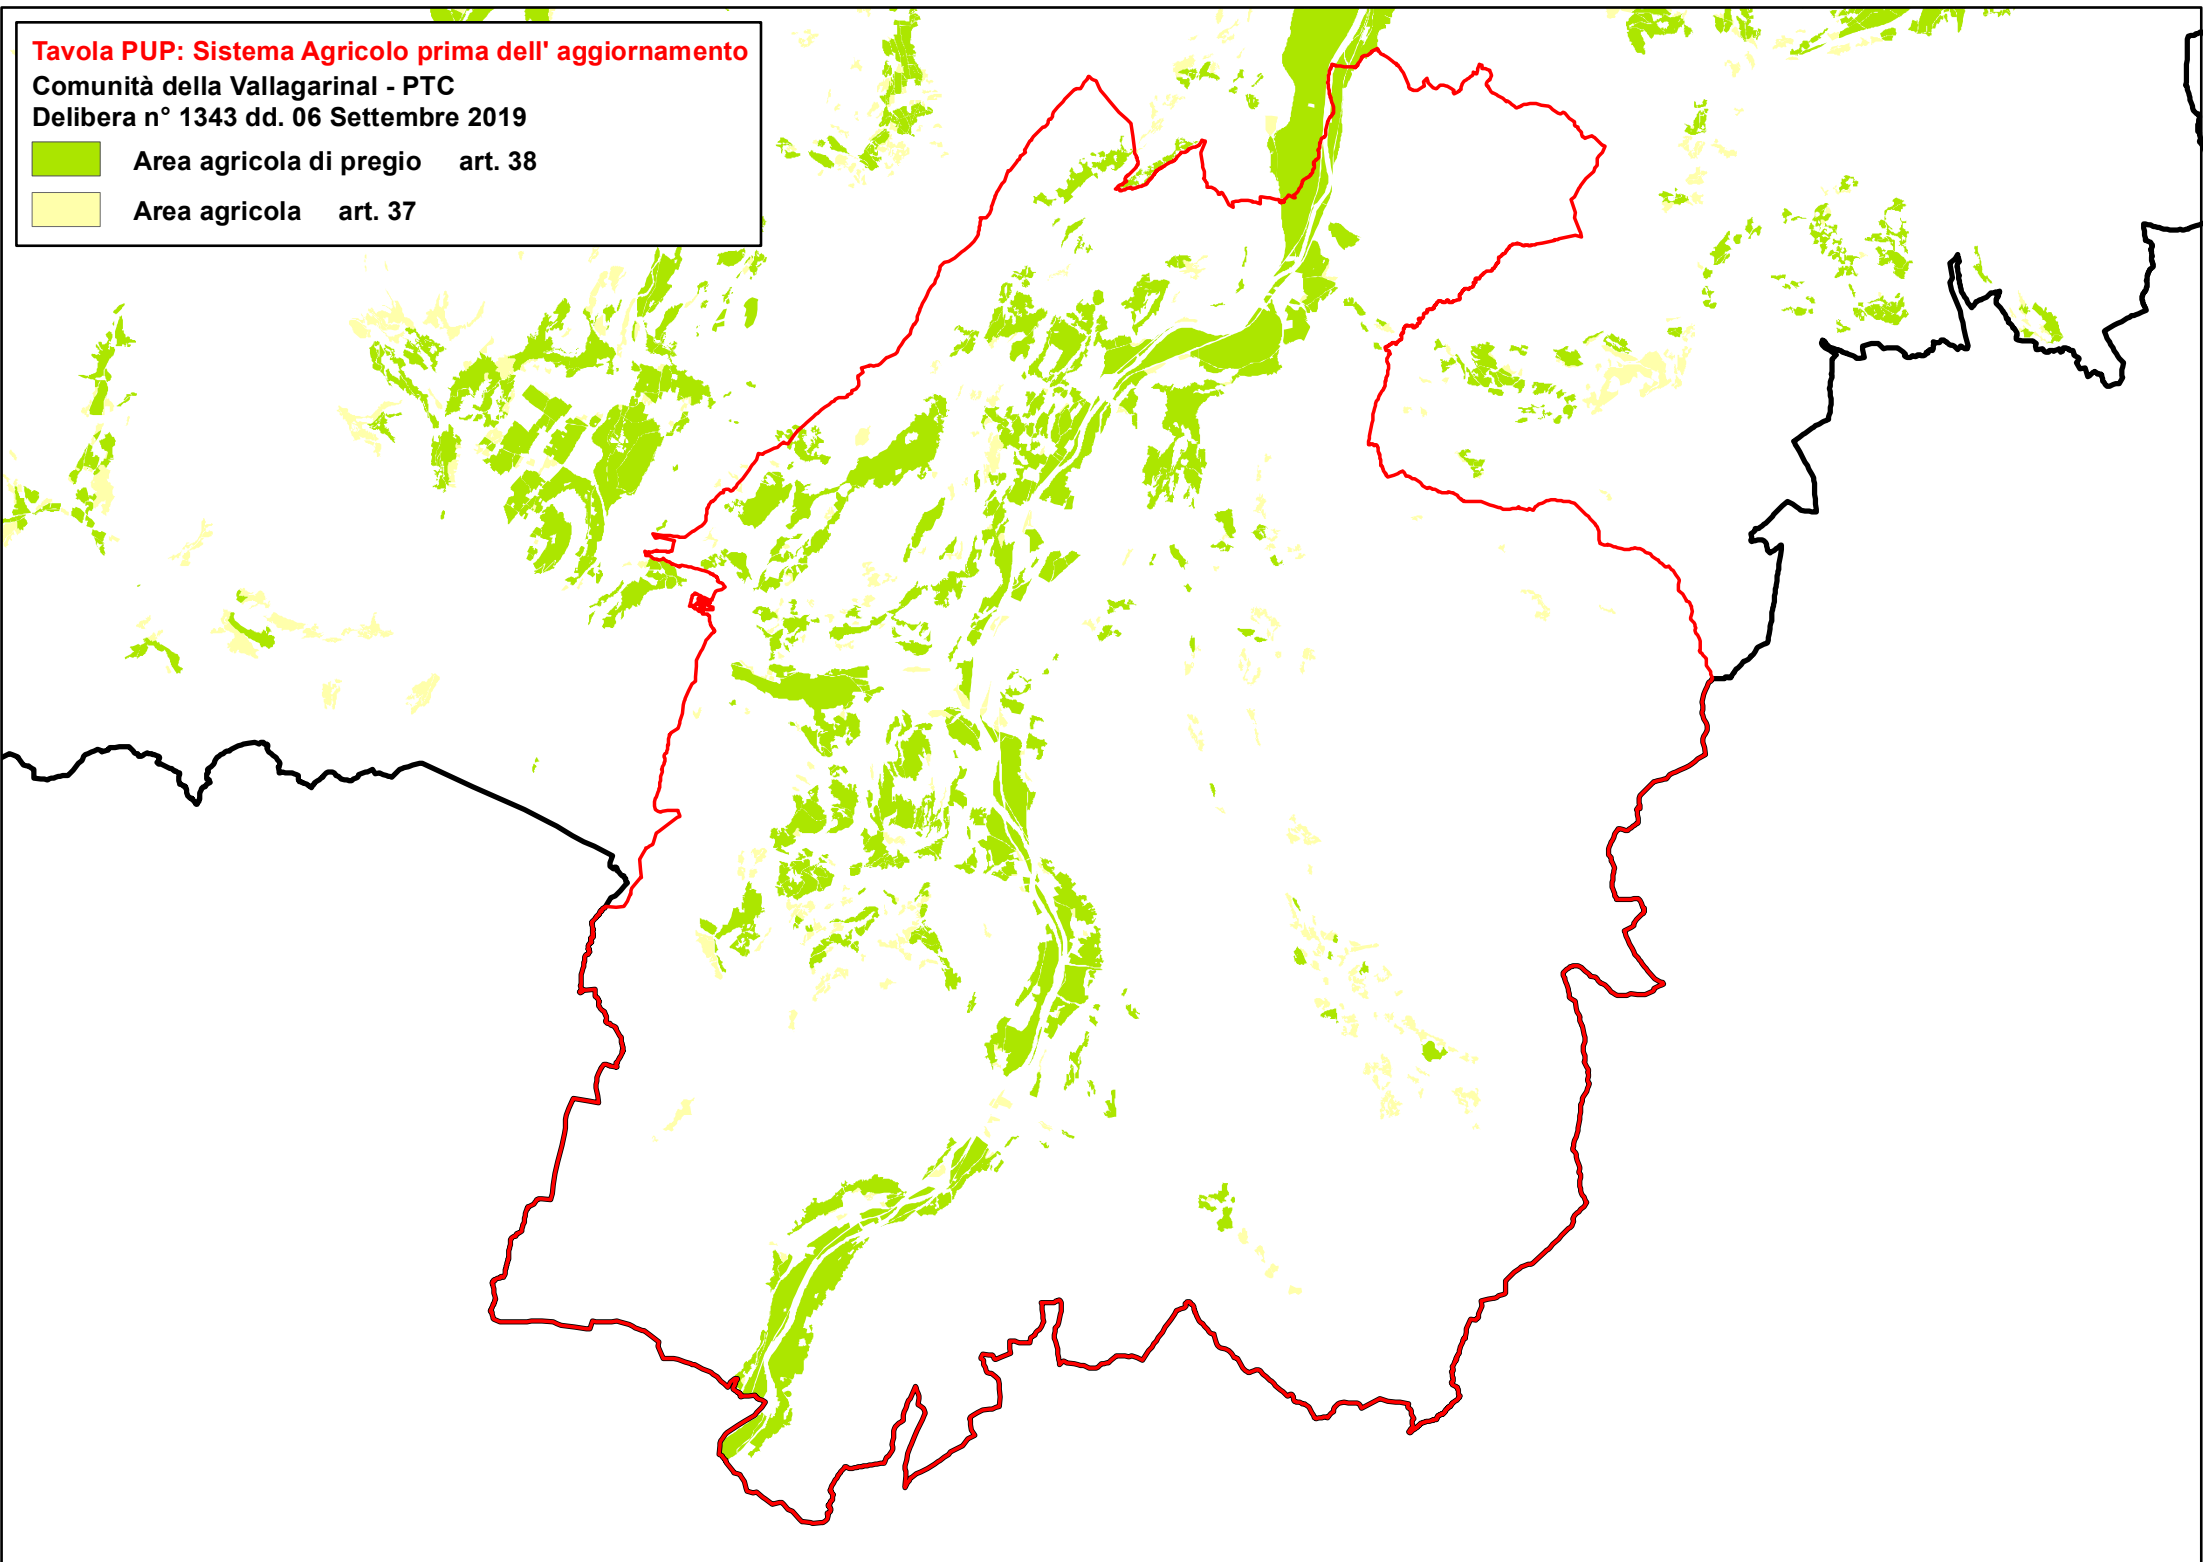 Tavola PUP: Sistema Agricolo prima dell' aggiornamento
Comunità della Vallagarinal - PTC
Delibera n° 1343 dd. 06 Settembre 2019
Area agricola di pregio art. 38
Area agricola art. 37